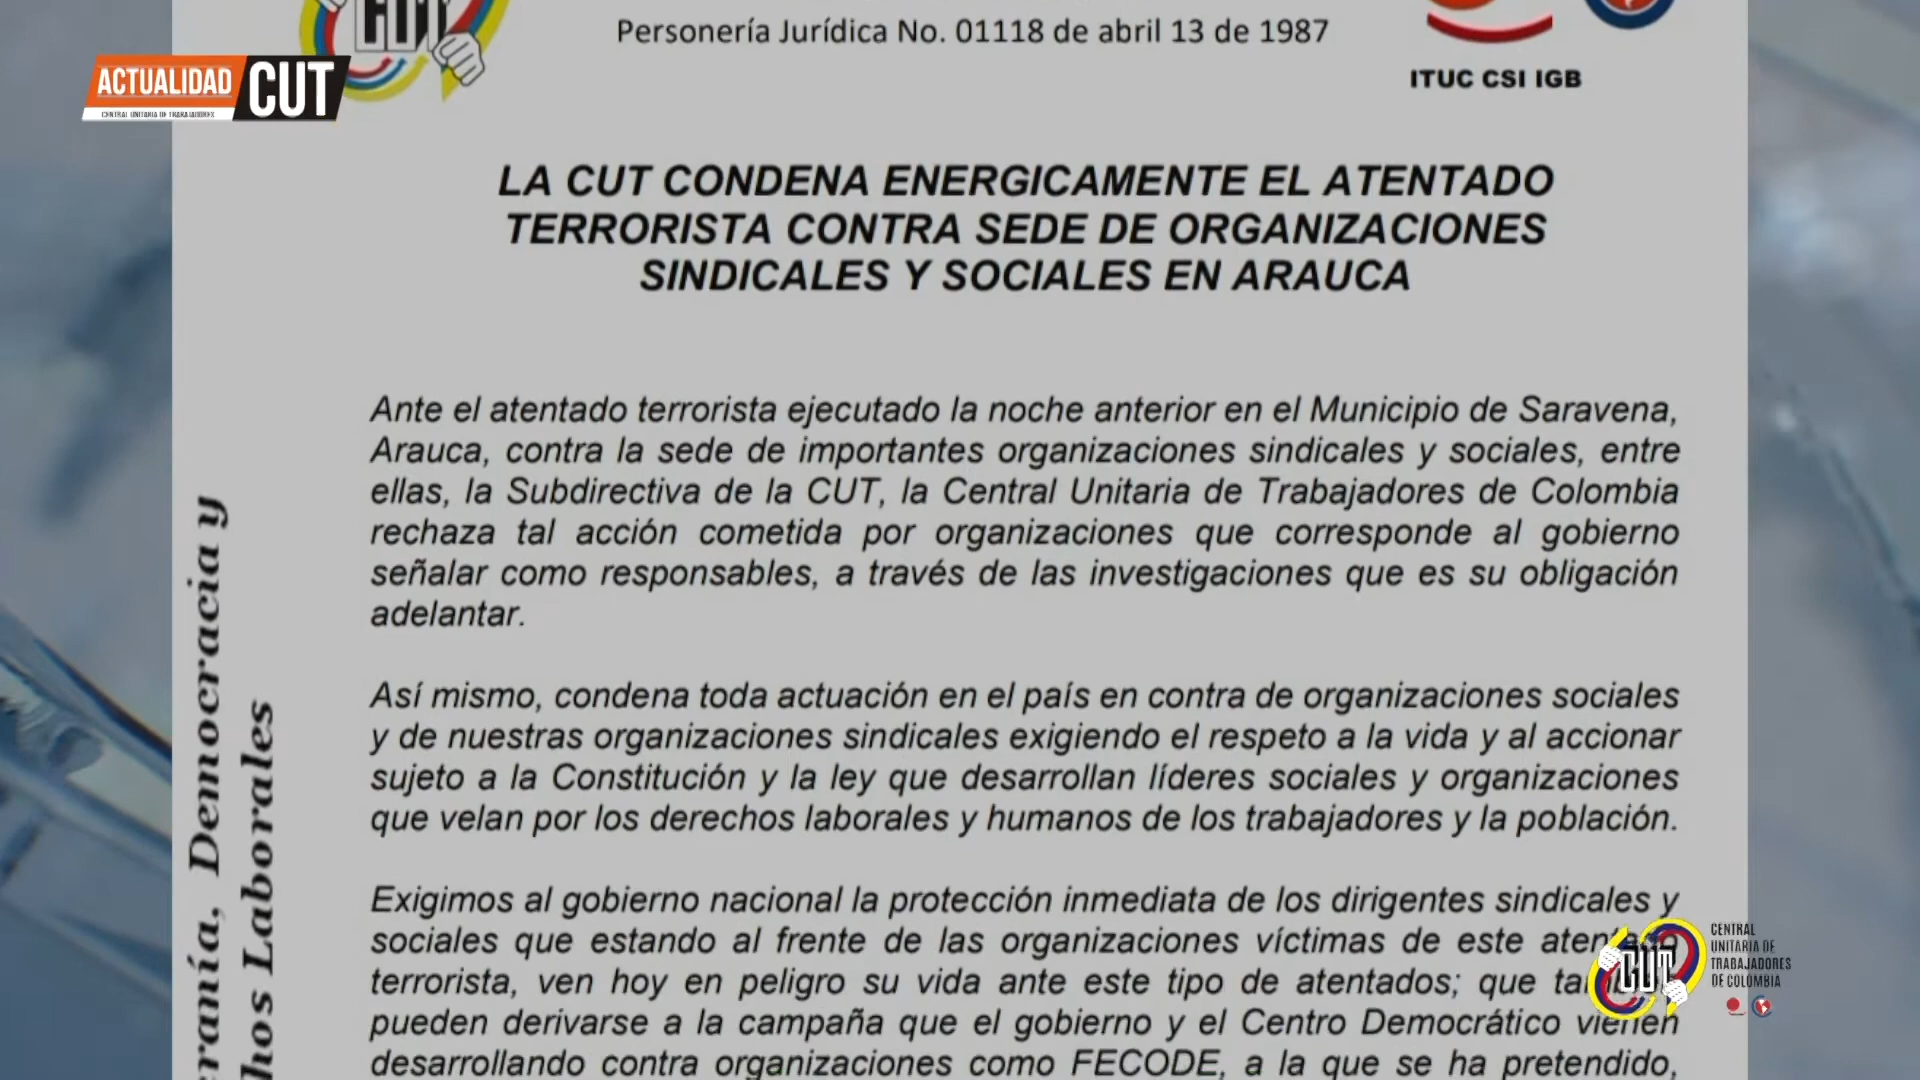 CUT
Personería Jurídica No. 01118 de abril 13 de 1987
ITUC CSI IGB
ACTUALIDAD CUT
CENTRAL UNITARIA DE TRABAJADORES
LA CUT CONDENA ENERGICAMENTE EL ATENTADO
TERRORISTA CONTRA SEDE DE ORGANIZACIONES
SINDICALES Y SOCIALES EN ARAUCA
Ante el atentado terrorista ejecutado la noche anterior en el Municipio de Saravena,
Arauca, contra la sede de importantes organizaciones sindicales y sociales, entre
ellas, la Subdirectiva de la CUT, la Central Unitaria de Trabajadores de Colombia
rechaza tal acción cometida por organizaciones que corresponde al gobierno
señalar como responsables, a través de las investigaciones que es su obligación
adelantar.
Así mismo, condena toda actuación en el país en contra de organizaciones sociales
y de nuestras organizaciones sindicales exigiendo el respeto a la vida y al accionar
sujeto a la Constitución y la ley que desarrollan líderes sociales y organizaciones
que velan por los derechos laborales y humanos de los trabajadores y la población.
Exigimos al gobierno nacional la protección inmediata de los dirigentes sindicales y
sociales que estando al frente de las organizaciones víctimas de este
terrorista, ven hoy en peligro su vida ante este tipo de atentados; que
pueden derivarse a la campaña que el gobierno y el Centro Democrático vienen
desarrollando contra organizaciones como FECODE, a la que se ha pretendido,
Democracia y
Laborales
CUT
CENTRAL
UNITARIA DE
TRABAJADORES
DE COLOMBIA